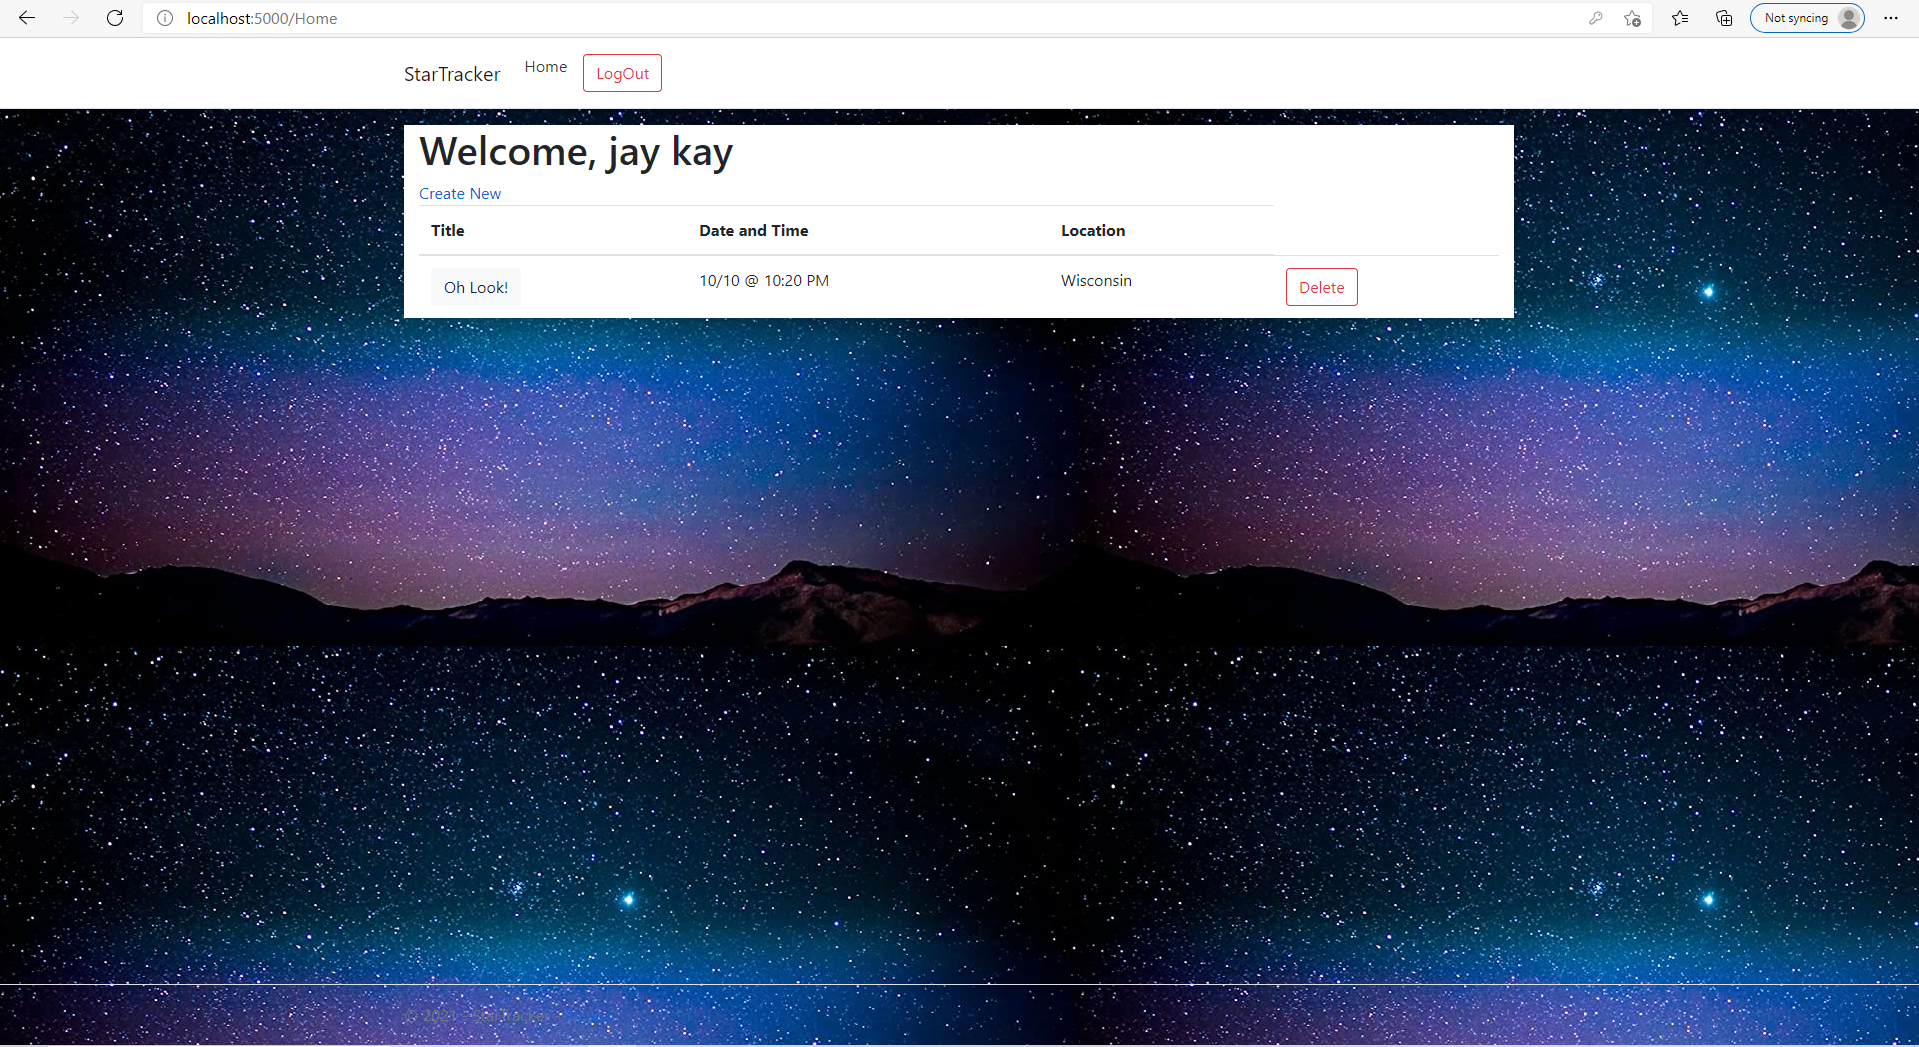 localhost:5000/Home
Not syncing
StarTracker Home LogOut
Welcome, jay kay
Create New
Title Date and Time Location
Oh Look! 10/10 @ 10:20 PM Wisconsin Delete
© 2021 - StarTracker -